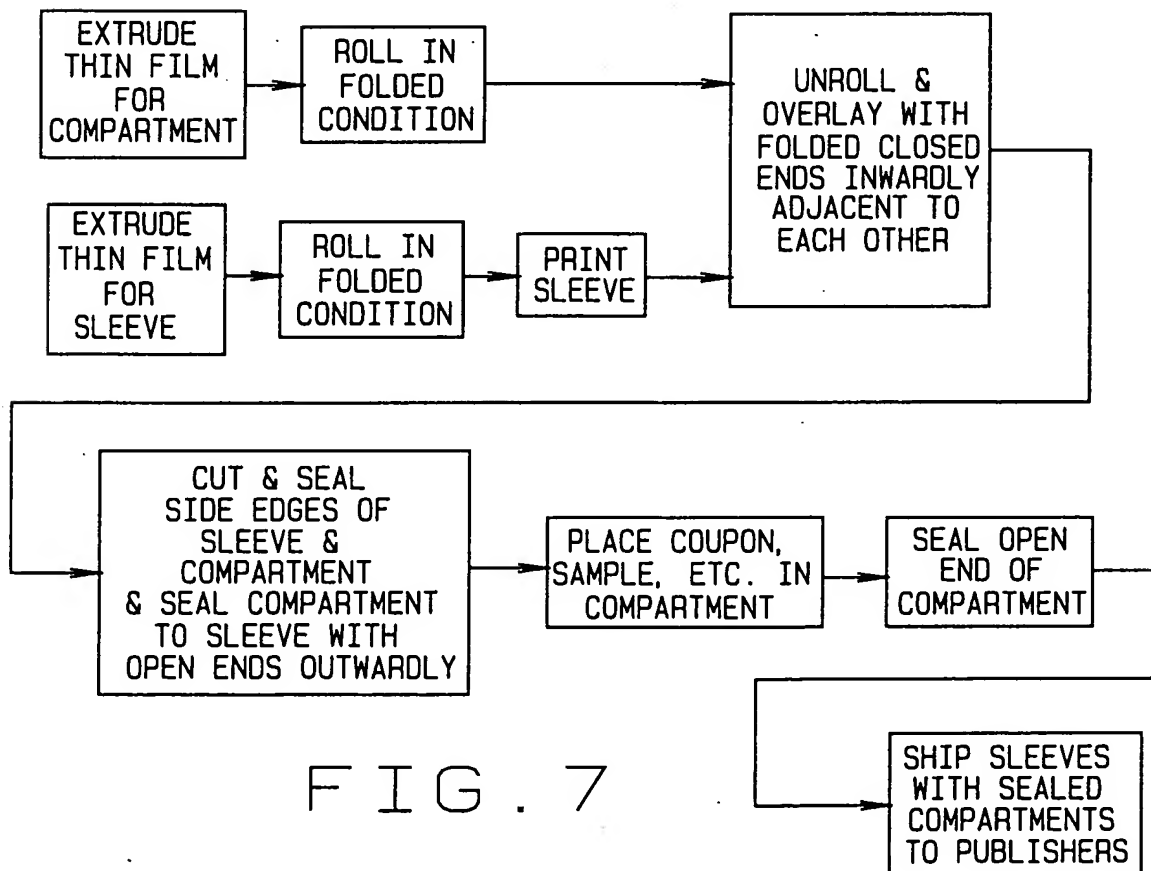 EXTRUDE
THIN FILM
FOR
COMPARTMENT
ROLL IN
FOLDED
CONDITION
UNROLL &
OVERLAY WITH
FOLDED CLOSED
ENDS INWARDLY
ADJACENT TO
EACH OTHER
EXTRUDE
THIN FILM
FOR
SLEEVE
ROLL IN
FOLDED
CONDITION
PRINT
SLEEVE
CUT & SEAL
SIDE EDGES OF
SLEEVE &
COMPARTMENT
& SEAL COMPARTMENT
TO SLEEVE WITH
OPEN ENDS OUTWARDLY
PLACE COUPON,
SAMPLE, ETC. IN
COMPARTMENT
SEAL OPEN
END OF
COMPARTMENT
SHIP SLEEVES
WITH SEALED
COMPARTMENTS
TO PUBLISHERS
FIG. 7